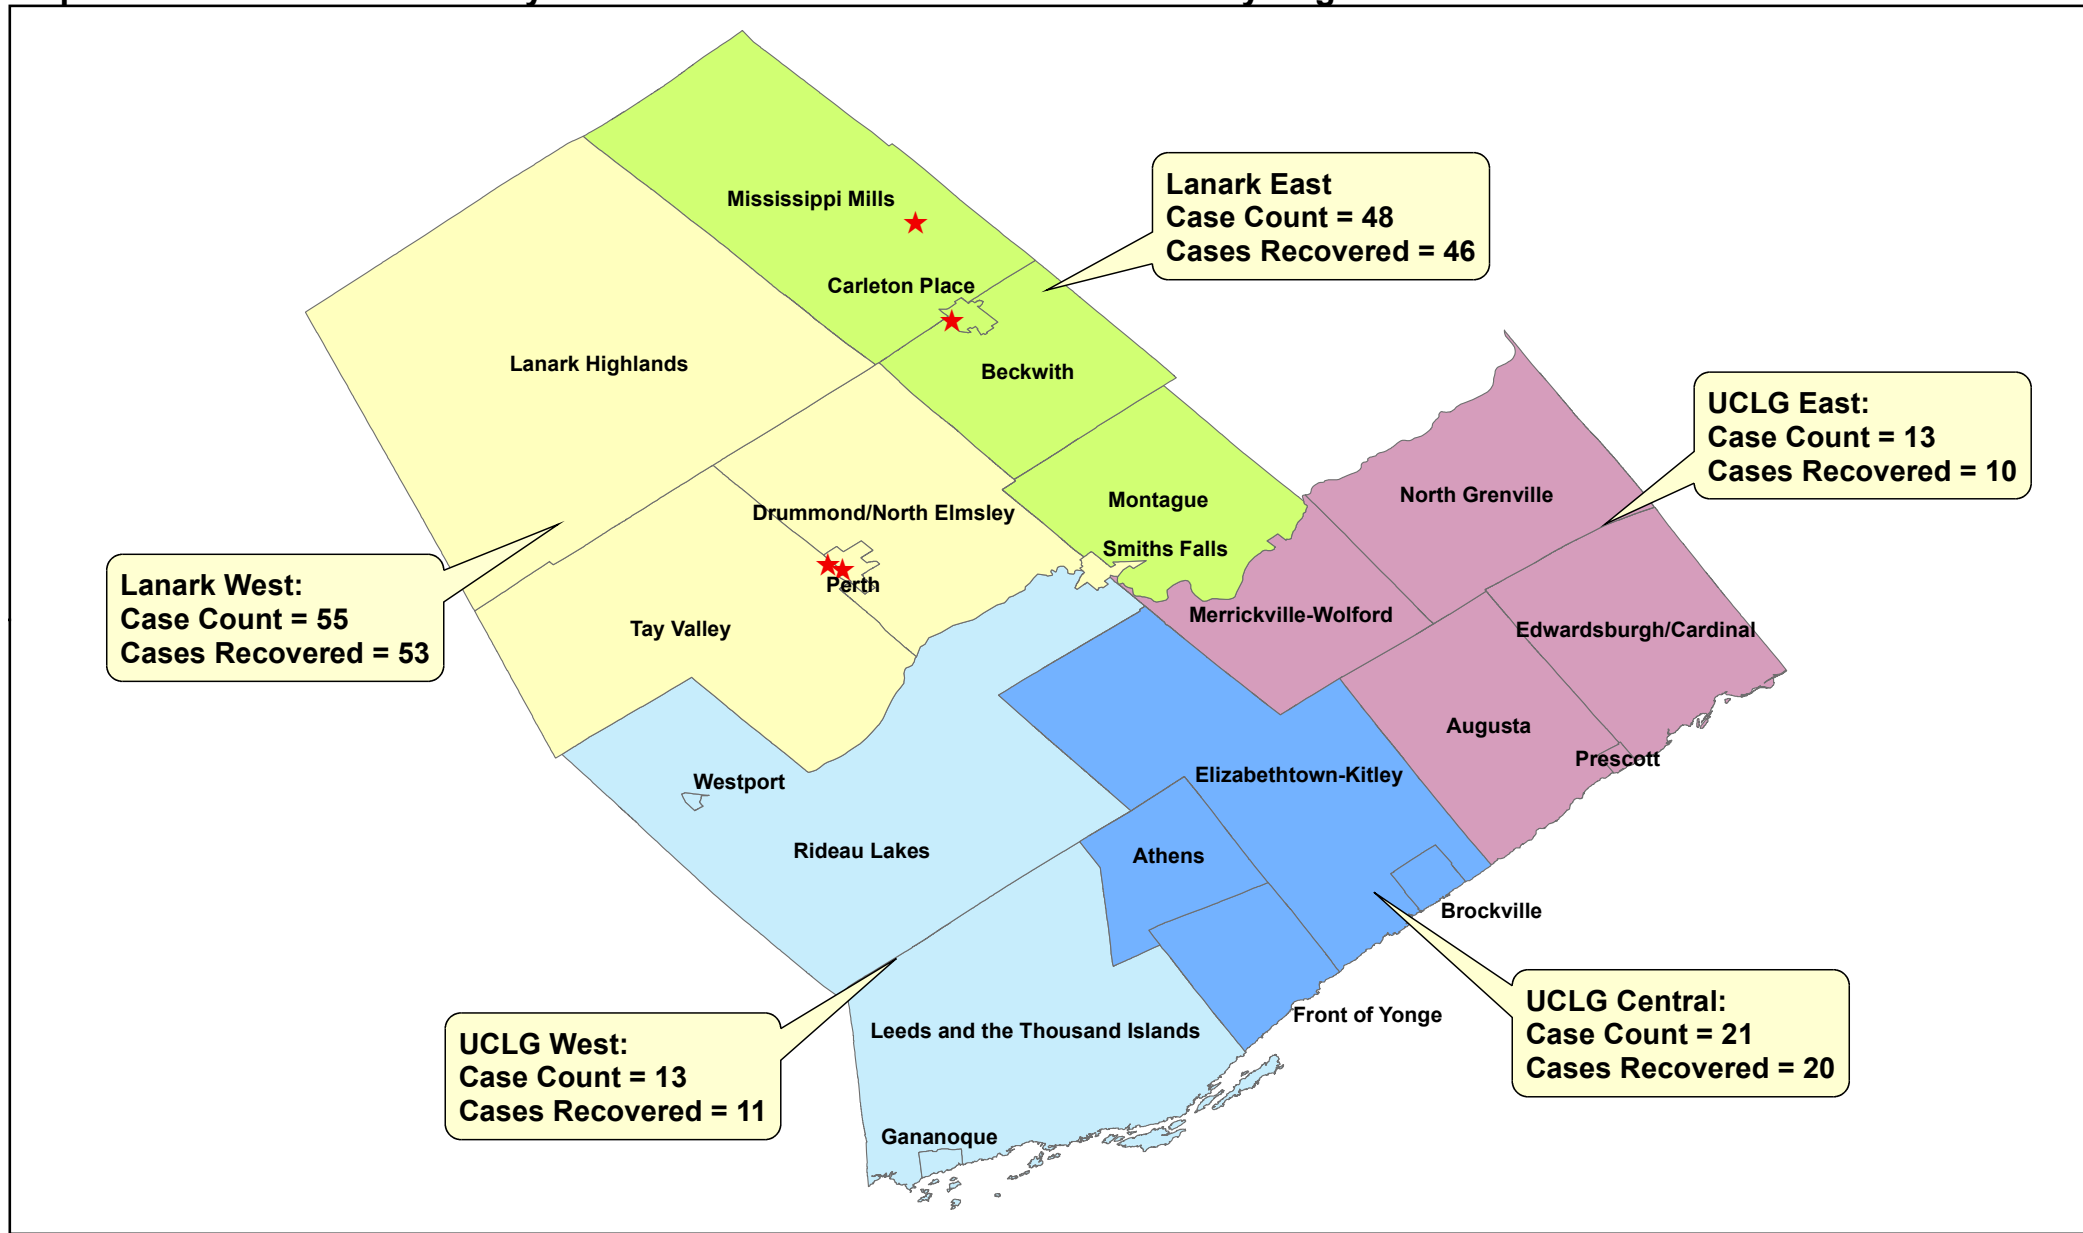 Mississippi Mills
Lanark East
Case Count = 48
Cases Recovered = 46
Carleton Place
Lanark Highlands
Beckwith
UCLG East:
Case Count = 13
Cases Recovered = 10
North Grenville
Montague
Drummond/North Elmsley
Smiths Falls
Perth
Lanark West:
Case Count = 55
Cases Recovered = 53
Tay Valley
Merrickville-Wolford
Edwardsburgh/Cardinal
Augusta
Prescott
Westport
Elizabethtown-Kitley
Rideau Lakes
Athens
Brockville
UCLG Central:
Case Count = 21
Cases Recovered = 20
Front of Yonge
Leeds and the Thousand Islands
UCLG West:
Case Count = 13
Cases Recovered = 11
Gananoque